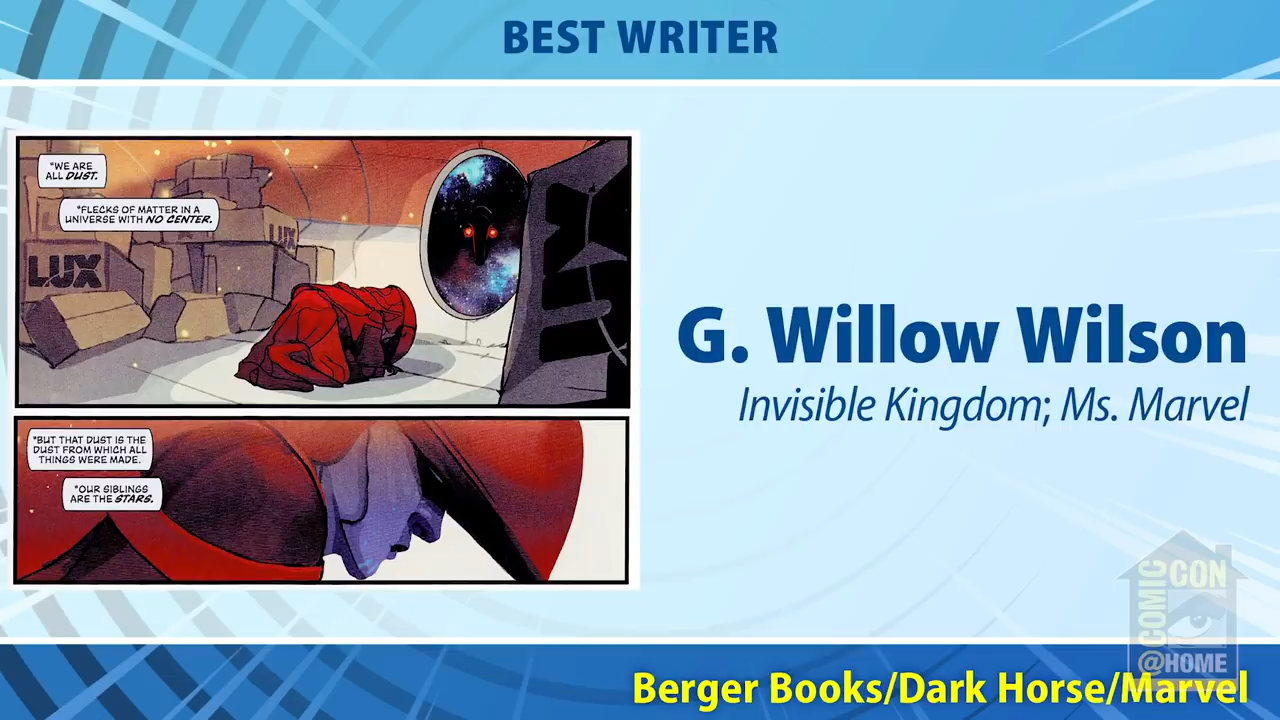 BEST WRITER
"WE ARE
ALL DUST.
"FLECKS OF MATTER IN A
UNIVERSE WITH NO CENTER.
LUX
LUX
"BUT THAT DUST IS THE
DUST FROM WHICH ALL
THINGS WERE MADE.
"OUR SIBLINGS
ARE THE STARS.
G. Willow Wilson
Invisible Kingdom; Ms. Marvel
COMIC
CON
@HOME
Berger Books/Dark Horse/Marvel